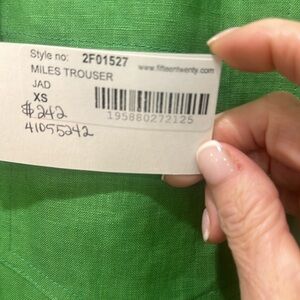 Style no: 2F01527
www.fifteentwenty.com
MILES TROUSER
JAD
XS
$242
195880272125
41055242